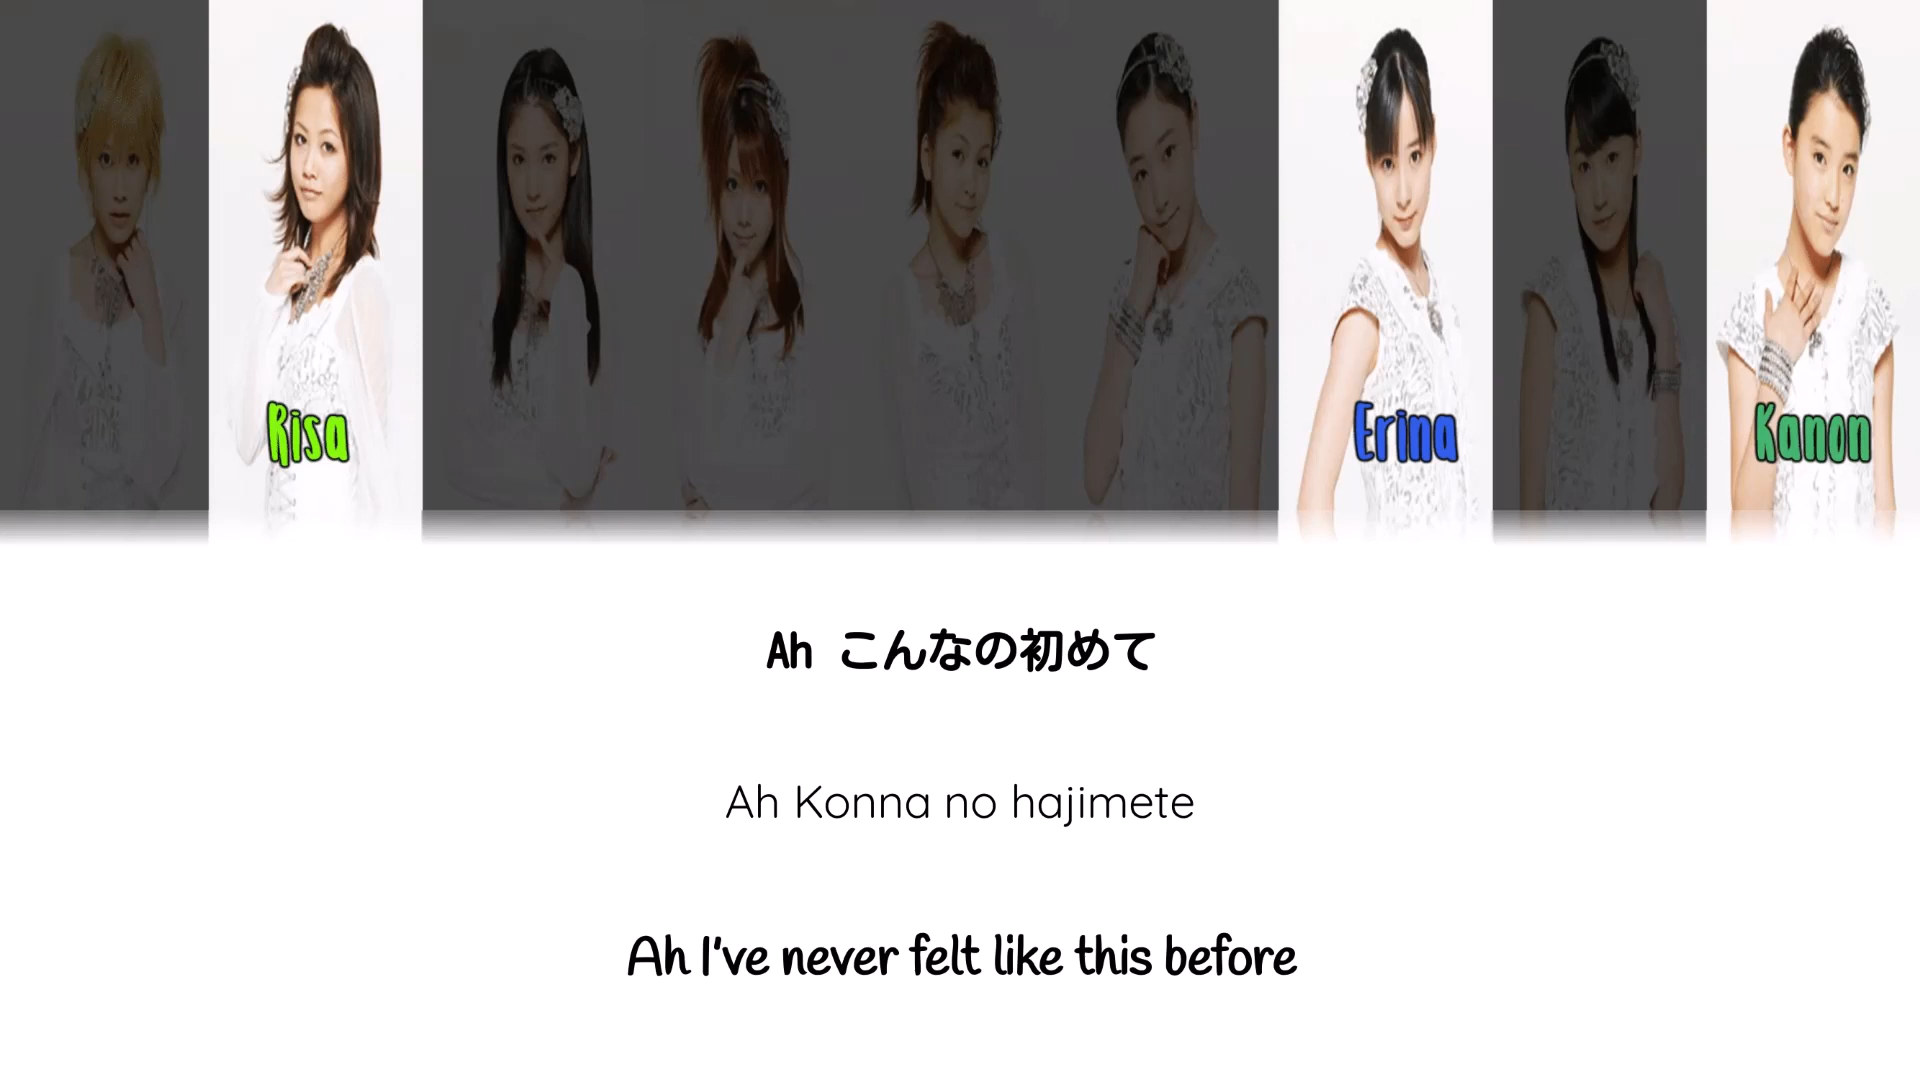 Risa
Erina
Kanon
Ah こんなの初めて
Ah Konna no hajimete
Ah I've never felt like this before